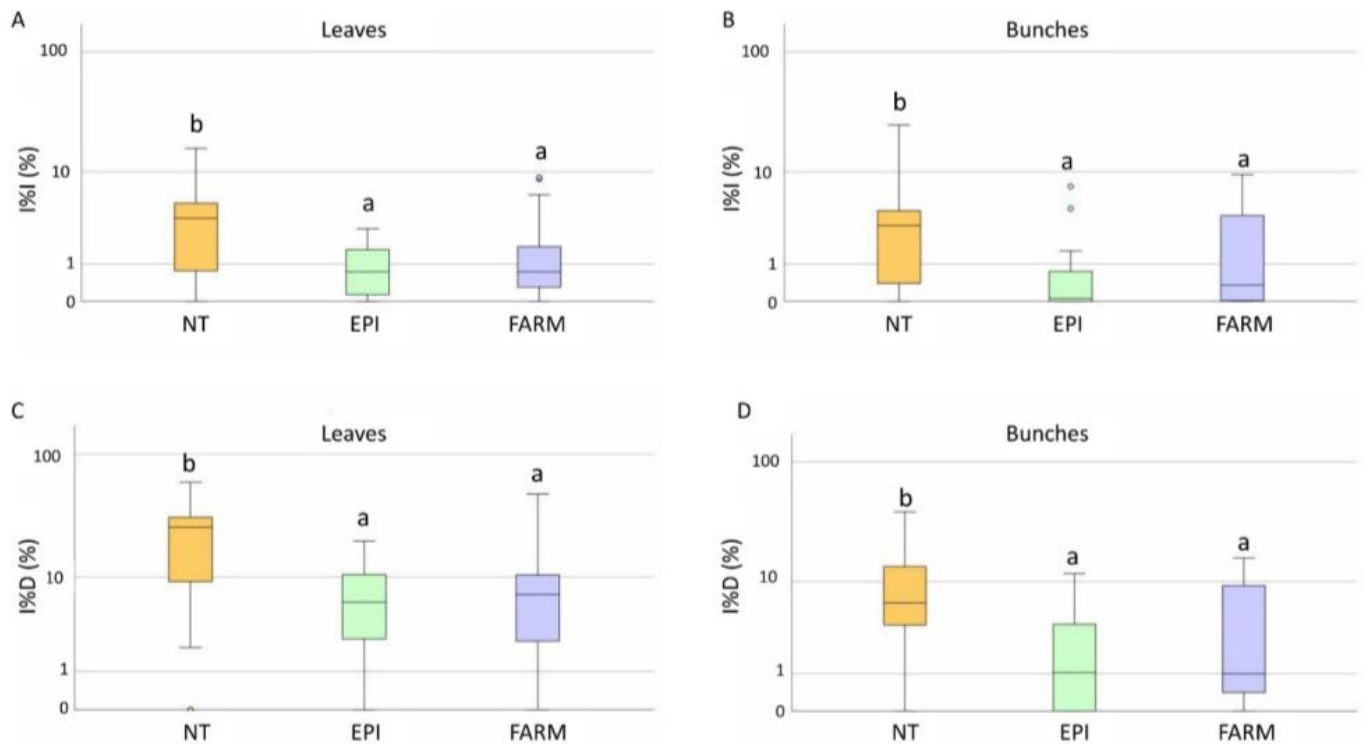 A
Leaves
I%I (%)
100
10
1
0
b
a
a
NT
EPI
FARM
B
Bunches
I%I (%)
100
10
1
0
b
a
a
NT
EPI
FARM
C
Leaves
I%D (%)
100
10
1
0
b
a
a
NT
EPI
FARM
D
Bunches
I%D (%)
100
10
1
0
b
a
a
NT
EPI
FARM